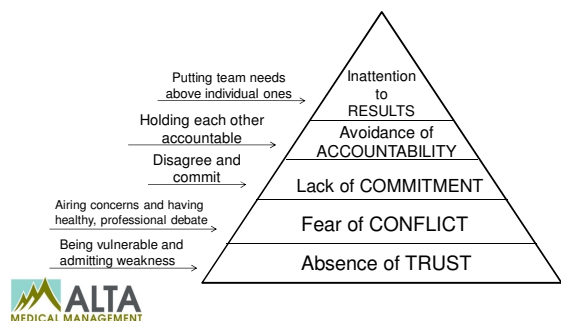 Putting team needs
above individual ones
Inattention
to
RESULTS
Holding each other
accountable
Avoidance of
ACCOUNTABILITY
Disagree and
commit
Lack of COMMITMENT
Airing concerns and having
healthy, professional debate
Fear of CONFLICT
Being vulnerable and
admitting weakness
Absence of TRUST
ALTA
MEDICAL MANAGEMENT